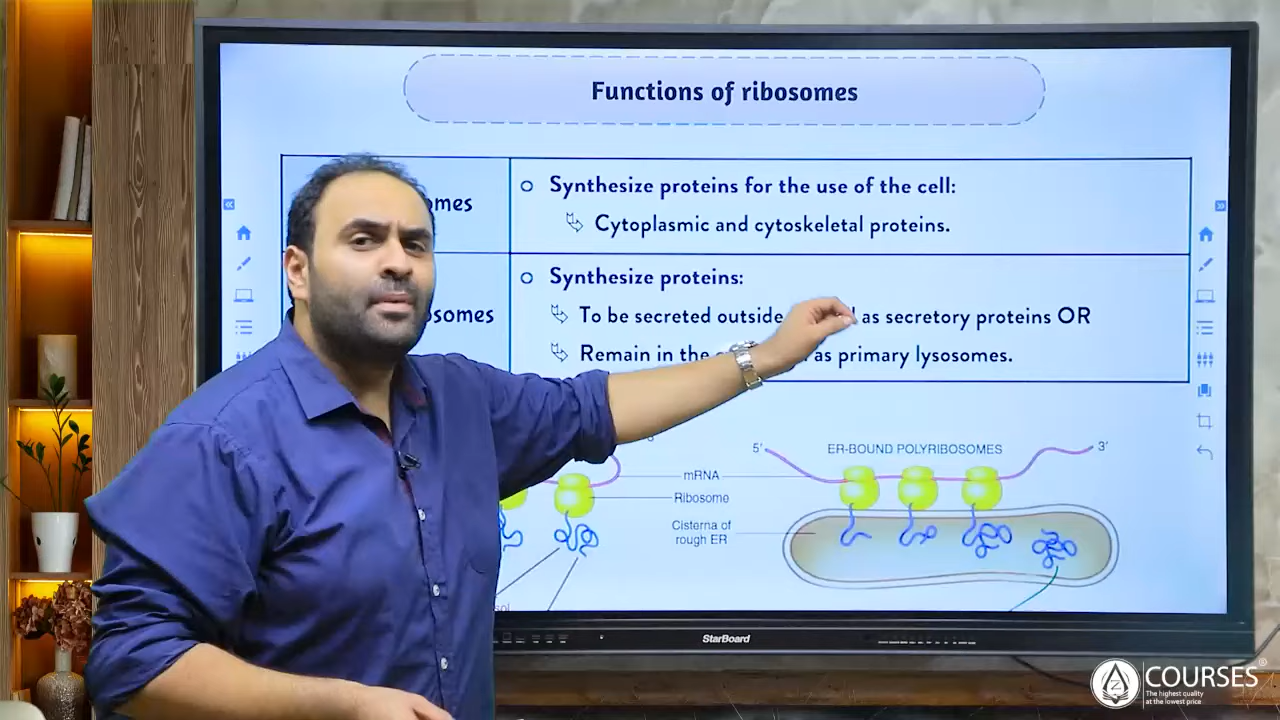 Functions of ribosomes
omes
Synthesize proteins for the use of the cell:
Cytoplasmic and cytoskeletal proteins.
osomes
Synthesize proteins:
To be secreted outside as secretory proteins OR
Remain in the as primary lysosomes.
5′ ER-BOUND POLYRIBOSOMES 3′
mRNA
Ribosome
Cisterna of
rough ER
sol
StarBoard
COURSES®
The highest quality
at the lowest price